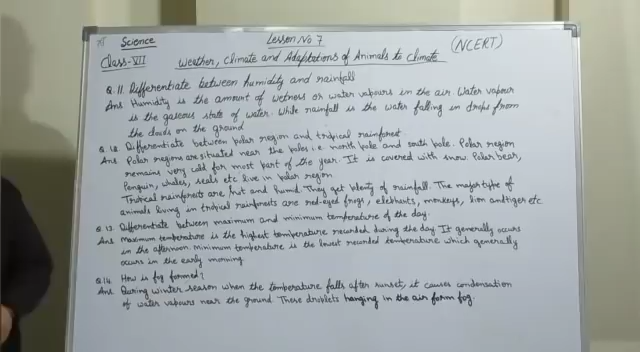 Science Lesson No 7 (NCERT)
Class-VII Weather, Climate and Adaptations of Animals to Climate
Q.11. Differentiate between humidity and rainfall
Ans Humidity is the amount of wetness or water vapours in the air. Water vapour
is the gaseous state of water. While rainfall is the water falling in drops from
the clouds on the ground
Q.12. Differentiate between polar region and tropical rainforest
Ans. Polar regions are situated near the poles i.e. north pole and south pole. Polar region
remains very cold for most part of the year. It is covered with snow. Polar bear,
Penguin, whales, seals etc live in polar region
Tropical rainforests are hot and humid. They get plenty of rainfall. The major type of
animals living in tropical rainforests are red-eyed frogs, elephants, monkeys, lion and tiger etc
Q.13. Differentiate between maximum and minimum temperature of the day.
Ans maximum temperature is the highest temperature recorded during the day. It generally occurs
in the afternoon. minimum temperature is the lowest recorded temperature which generally
occurs in the early morning
Q.14. How is fog formed?
Ans. During winter season when the temperature falls after sunset, it causes condensation
of water vapours near the ground. These droplets hanging in the air form fog.